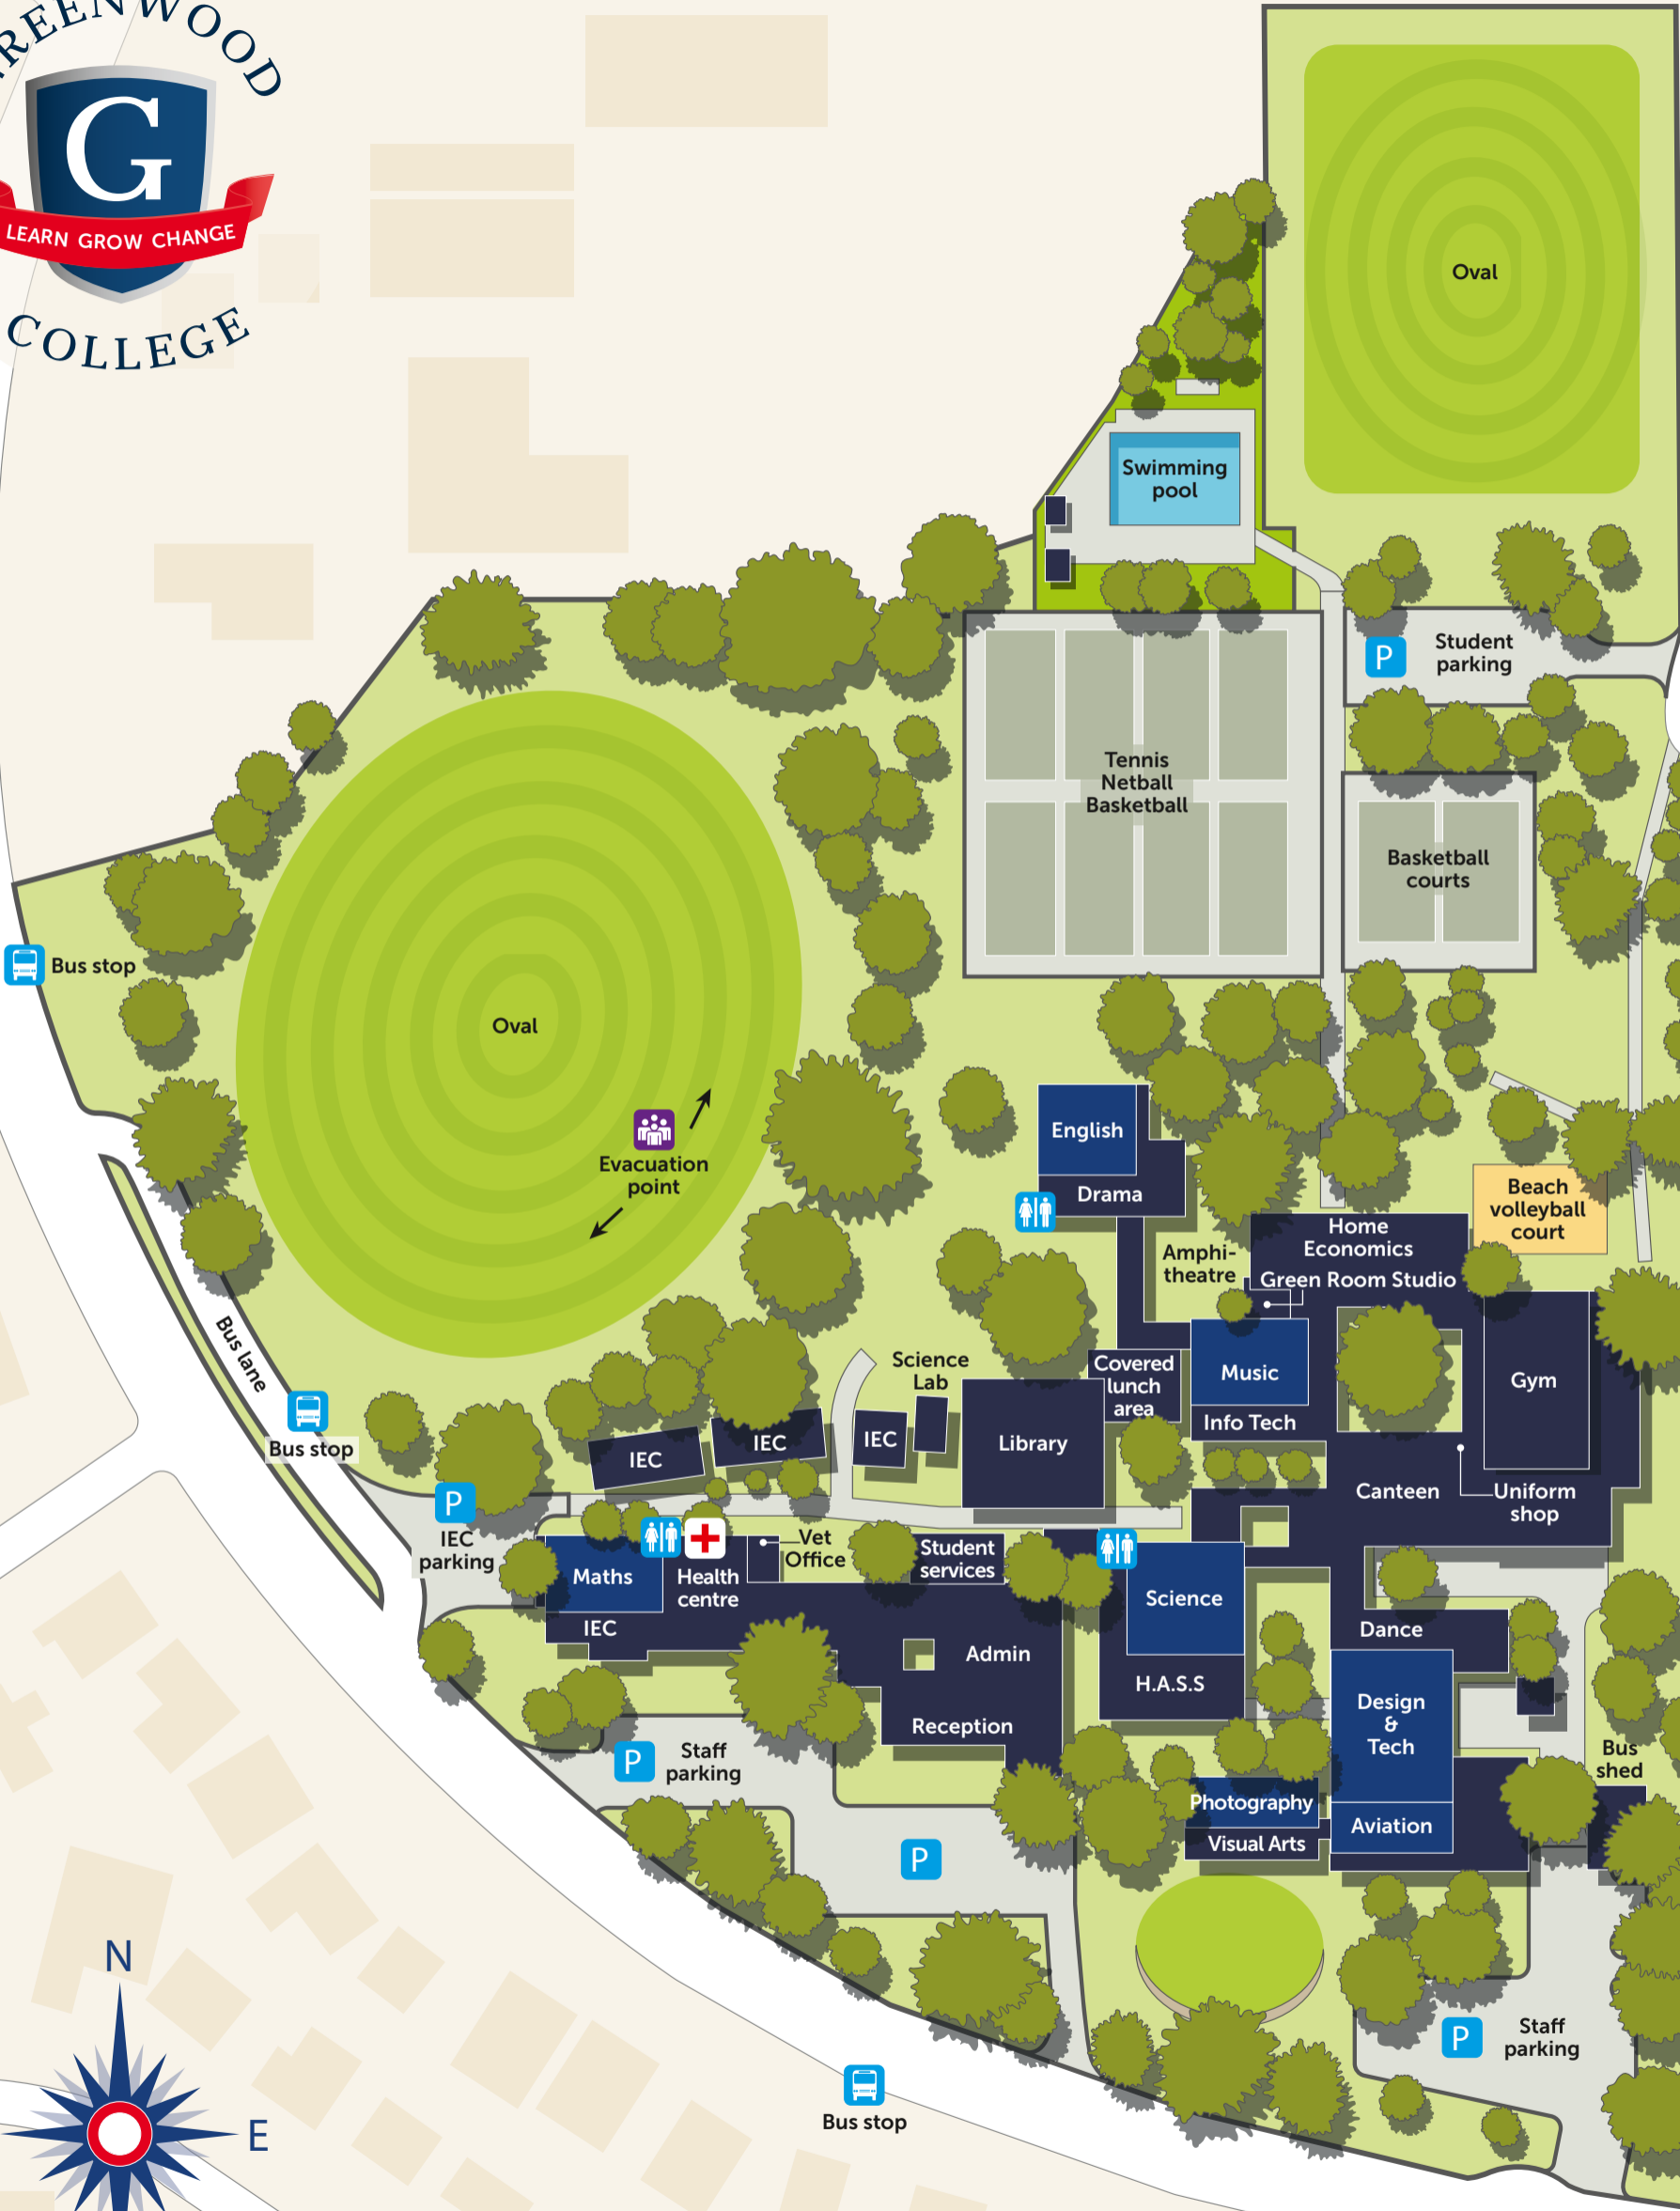 GREENWOOD
G
LEARN GROW CHANGE
COLLEGE
Oval
Swimming
pool
P
Student
parking
Tennis
Netball
Basketball
Basketball
courts
Bus stop
Oval
Evacuation
point
English
Drama
Beach
volleyball
court
Home
Economics
Amphi-
theatre
Green Room Studio
Bus lane
Bus stop
Science
Lab
Covered
lunch
area
Music
Info Tech
Gym
IEC
IEC
IEC
Library
Canteen
Uniform
shop
P
IEC
parking
Vet
Office
Student
services
Maths
Health
centre
IEC
Science
Admin
H.A.S.S
Dance
Reception
Design
&
Tech
P
Staff
parking
Bus
shed
Photography
Visual Arts
Aviation
P
P
Staff
parking
Bus stop
N
E